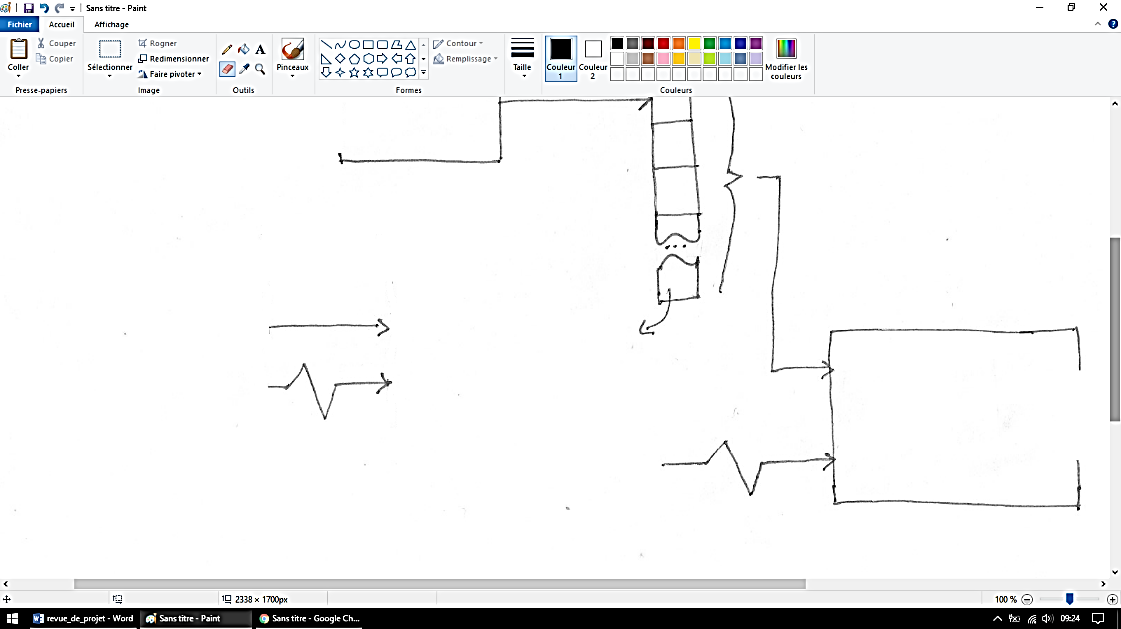 Sans titre - Paint
Fichier Accueil Affichage
Coller
Couper
Copier
Presse-papiers
Sélectionner
Rogner
Redimensionner
Faire pivoter
Image
A
Outils
Pinceaux
Contour
Remplissage
Formes
Taille
Couleur 1
Couleur 2
Modifier les couleurs
Couleurs
2338 × 1700px
100 %
revue_de_projet - Word
Sans titre - Paint
Sans titre - Google Ch...
09:24